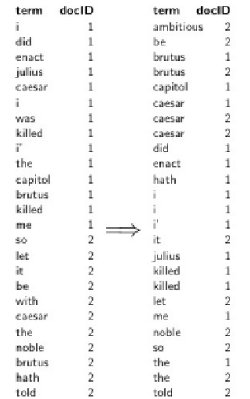 term docID term docID
i 1 ambitious 2
did 1 be 2
enact 1 brutus 1
julius 1 brutus 2
caesar 1 capitol 1
i 1 caesar 1
was 1 caesar 2
killed 1 caesar 2
i' 1 did 1
the 1 enact 1
capitol 1 hath 1
brutus 1 i 1
killed 1 i 1
me 1 ⟹ i' 1
so 2 it 2
let 2 julius 1
it 2 killed 1
be 2 killed 1
with 2 let 2
caesar 2 me 1
the 2 noble 2
noble 2 so 2
brutus 2 the 1
hath 2 the 2
told 2 told 2